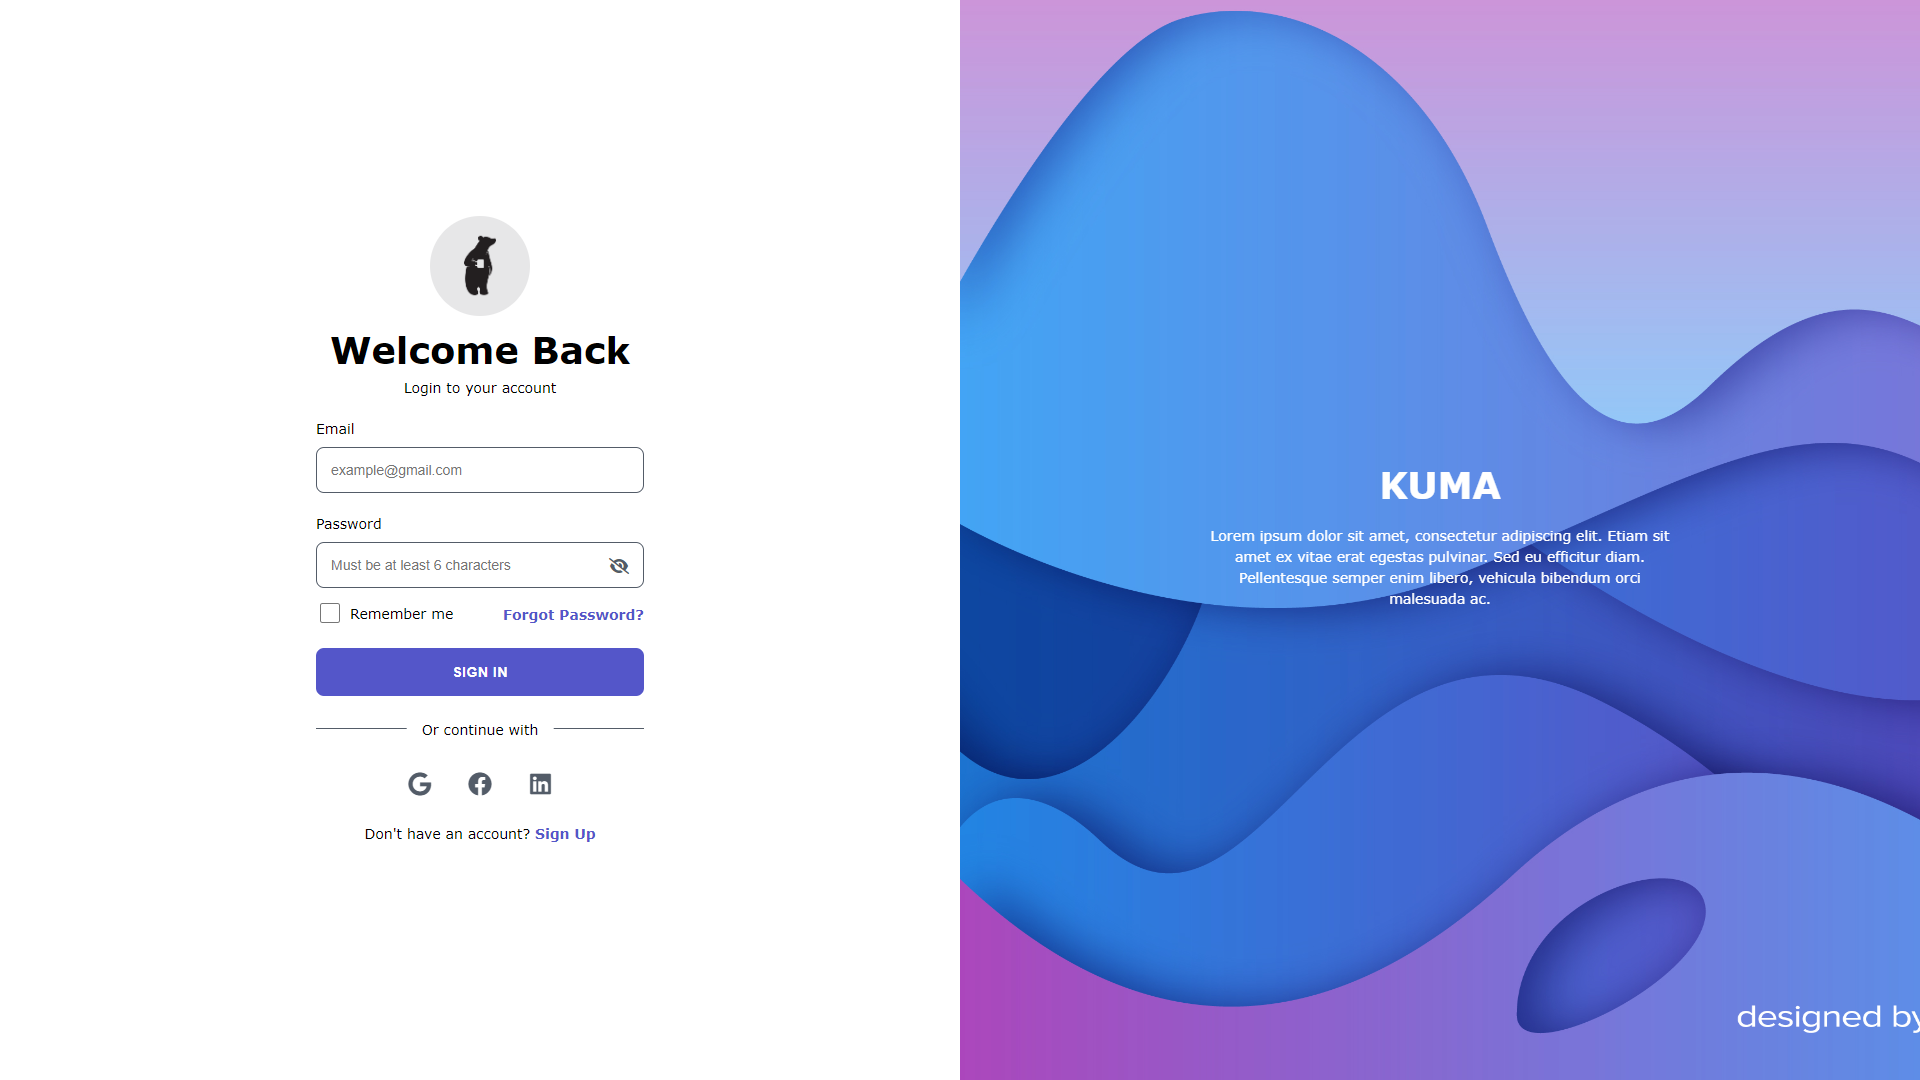 Welcome Back
Login to your account
Email
example@gmail.com
Password
Must be at least 6 characters
Remember me
Forgot Password?
SIGN IN
Or continue with
Don't have an account? Sign Up
KUMA
Lorem ipsum dolor sit amet, consectetur adipiscing elit. Etiam sit
amet ex vitae erat egestas pulvinar. Sed eu efficitur diam.
Pellentesque semper enim libero, vehicula bibendum orci
malesuada ac.
designed by